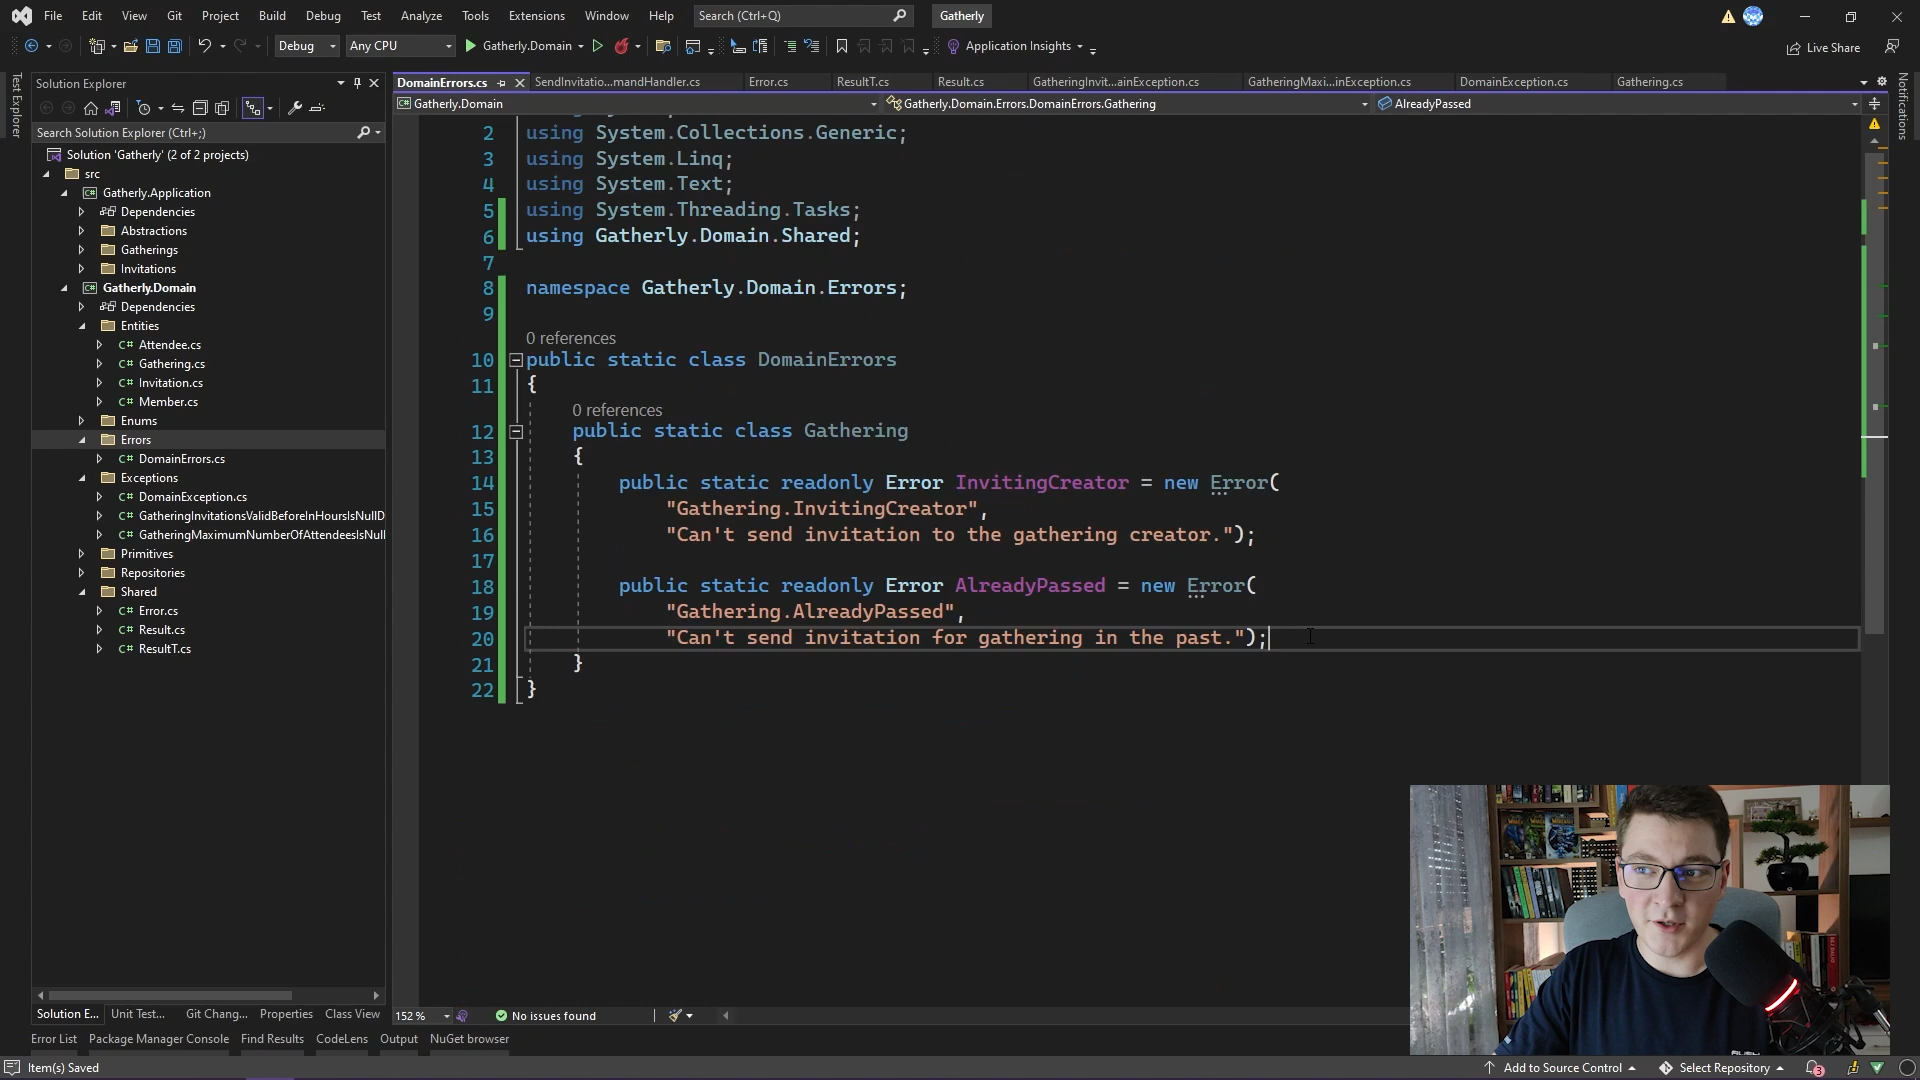 File Edit View Git Project Build Debug Test Analyze Tools Extensions Window Help Search (Ctrl+Q) Gatherly
Debug Any CPU Gatherly.Domain Application Insights Live Share
Test Explorer
Solution Explorer
Search Solution Explorer (Ctrl+;)
Solution 'Gatherly' (2 of 2 projects)
src
Gatherly.Application
Dependencies
Abstractions
Gatherings
Invitations
Gatherly.Domain
Dependencies
Entities
C# Attendee.cs
C# Gathering.cs
C# Invitation.cs
C# Member.cs
Enums
Errors
C# DomainErrors.cs
Exceptions
C# DomainException.cs
C# GatheringInvitationsValidBeforeInHoursIsNullD
C# GatheringMaximumNumberOfAttendeesIsNull
Primitives
Repositories
Shared
C# Error.cs
C# Result.cs
C# ResultT.cs
Solution E... Unit Test... Git Chang... Properties Class View
DomainErrors.cs SendInvitatio...mandHandler.cs Error.cs ResultT.cs Result.cs GatheringInvit...ainException.cs GatheringMaxi...inException.cs DomainException.cs Gathering.cs
Gatherly.Domain Gatherly.Domain.Errors.DomainErrors.Gathering AlreadyPassed
Notifications
2 using System.Collections.Generic;
3 using System.Linq;
4 using System.Text;
5 using System.Threading.Tasks;
6 using Gatherly.Domain.Shared;
7
8 namespace Gatherly.Domain.Errors;
9
0 references
10 public static class DomainErrors
11 {
0 references
12 public static class Gathering
13 {
14 public static readonly Error InvitingCreator = new Error(
15 "Gathering.InvitingCreator",
16 "Can't send invitation to the gathering creator.");
17
18 public static readonly Error AlreadyPassed = new Error(
19 "Gathering.AlreadyPassed",
20 "Can't send invitation for gathering in the past.");
21 }
22 }
152 % No issues found
Error List Package Manager Console Find Results CodeLens Output NuGet browser
Item(s) Saved Add to Source Control Select Repository 3